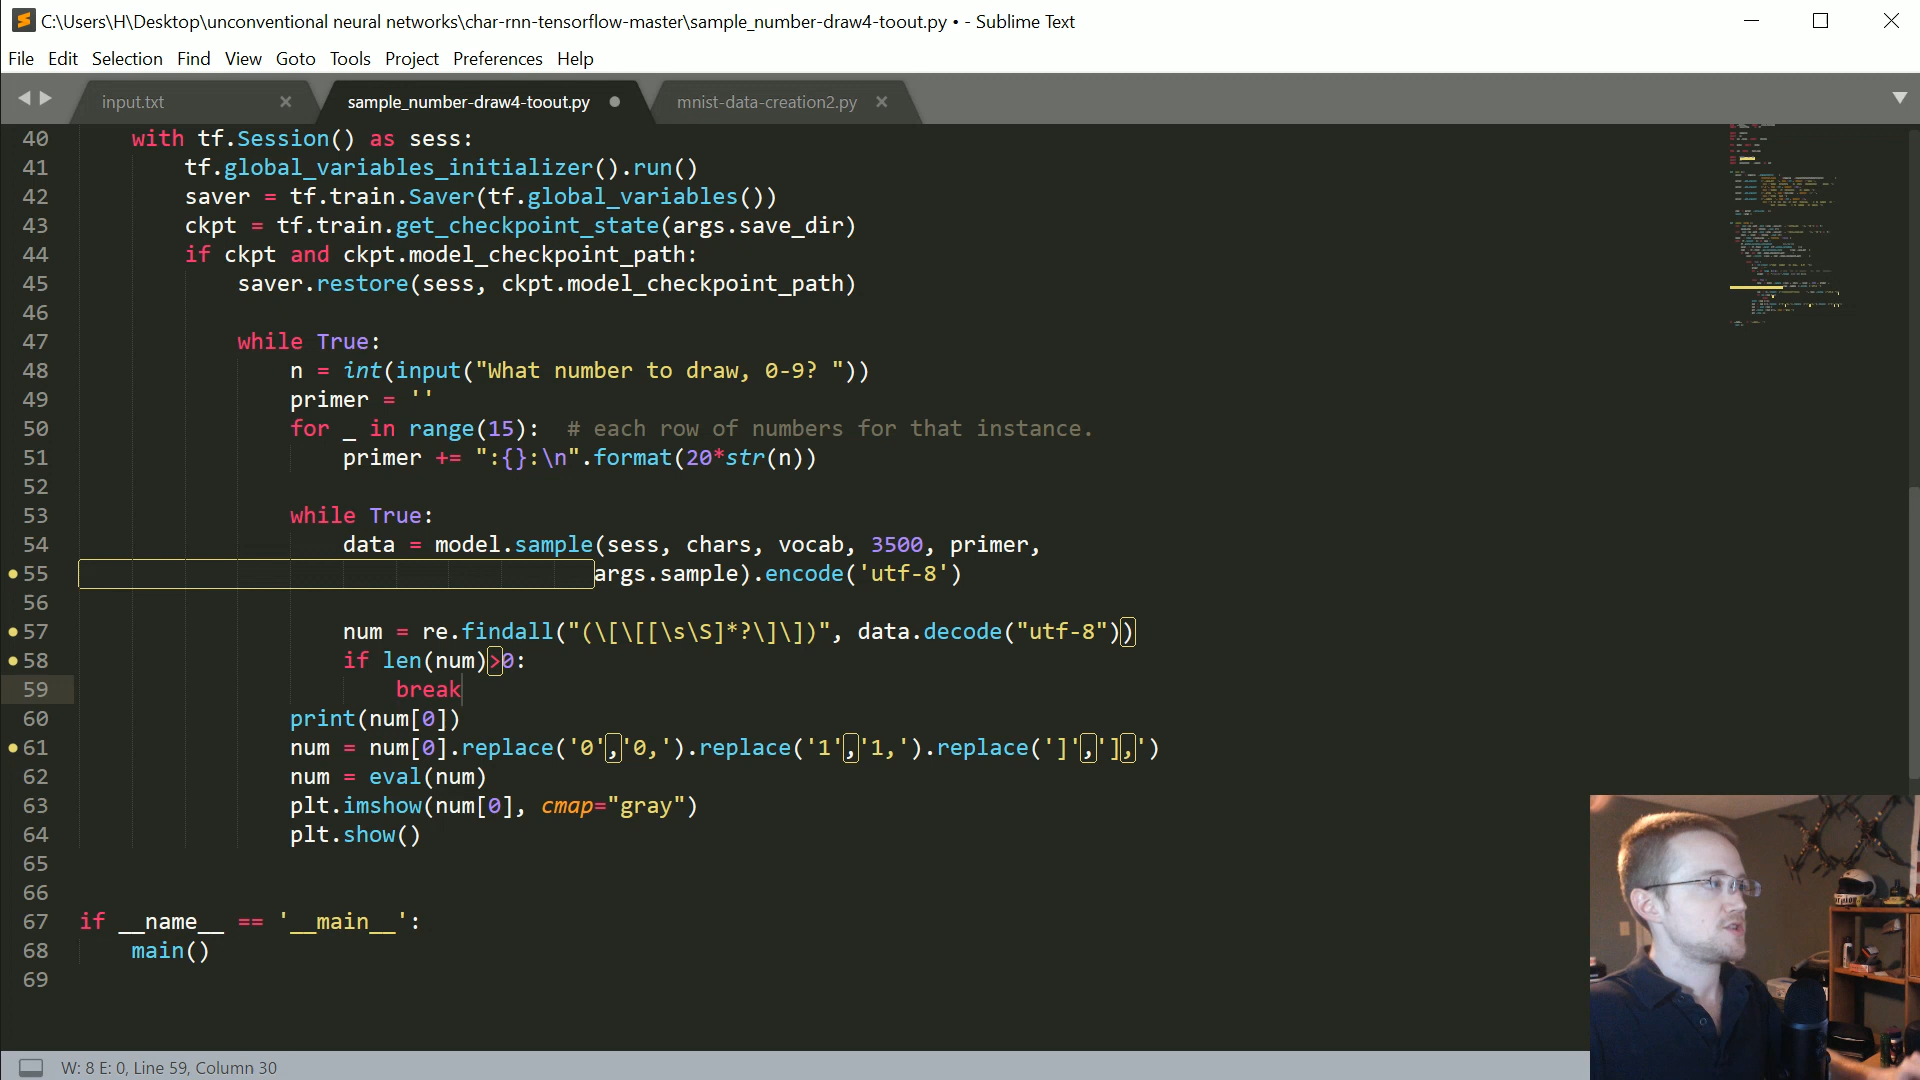 C:\Users\H\Desktop\unconventional neural networks\char-rnn-tensorflow-master\sample_number-draw4-toout.py • - Sublime Text
File Edit Selection Find View Goto Tools Project Preferences Help
input.txt sample_number-draw4-toout.py mnist-data-creation2.py
40 with tf.Session() as sess:
41 tf.global_variables_initializer().run()
42 saver = tf.train.Saver(tf.global_variables())
43 ckpt = tf.train.get_checkpoint_state(args.save_dir)
44 if ckpt and ckpt.model_checkpoint_path:
45 saver.restore(sess, ckpt.model_checkpoint_path)
46
47 while True:
48 n = int(input("What number to draw, 0-9? "))
49 primer = ''
50 for _ in range(15):  # each row of numbers for that instance.
51 primer += ":{}:\n".format(20*str(n))
52
53 while True:
54 data = model.sample(sess, chars, vocab, 3500, primer,
55 args.sample).encode('utf-8')
56
57 num = re.findall("(\[\[[\s\S]*?\]\])", data.decode("utf-8"))
58 if len(num)>0:
59 break
60 print(num[0])
61 num = num[0].replace('0','0,').replace('1','1,').replace(']','],')
62 num = eval(num)
63 plt.imshow(num[0], cmap="gray")
64 plt.show()
65
66
67 if __name__ == '__main__':
68 main()
69
W: 8 E: 0, Line 59, Column 30